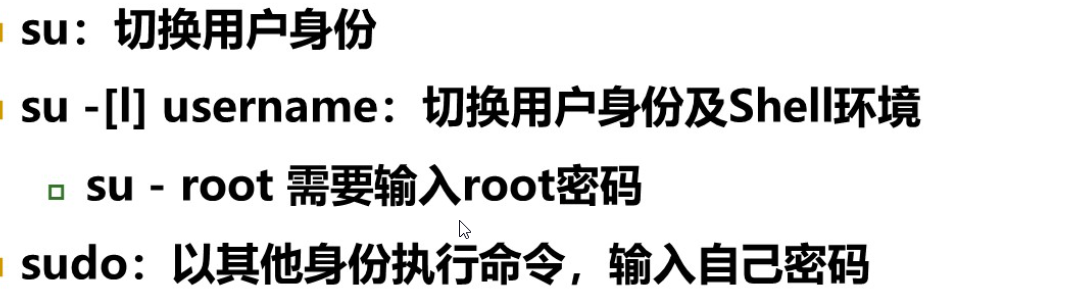 su：切换用户身份
su -[l] username：切换用户身份及Shell环境
su - root 需要输入root密码
sudo：以其他身份执行命令，输入自己密码